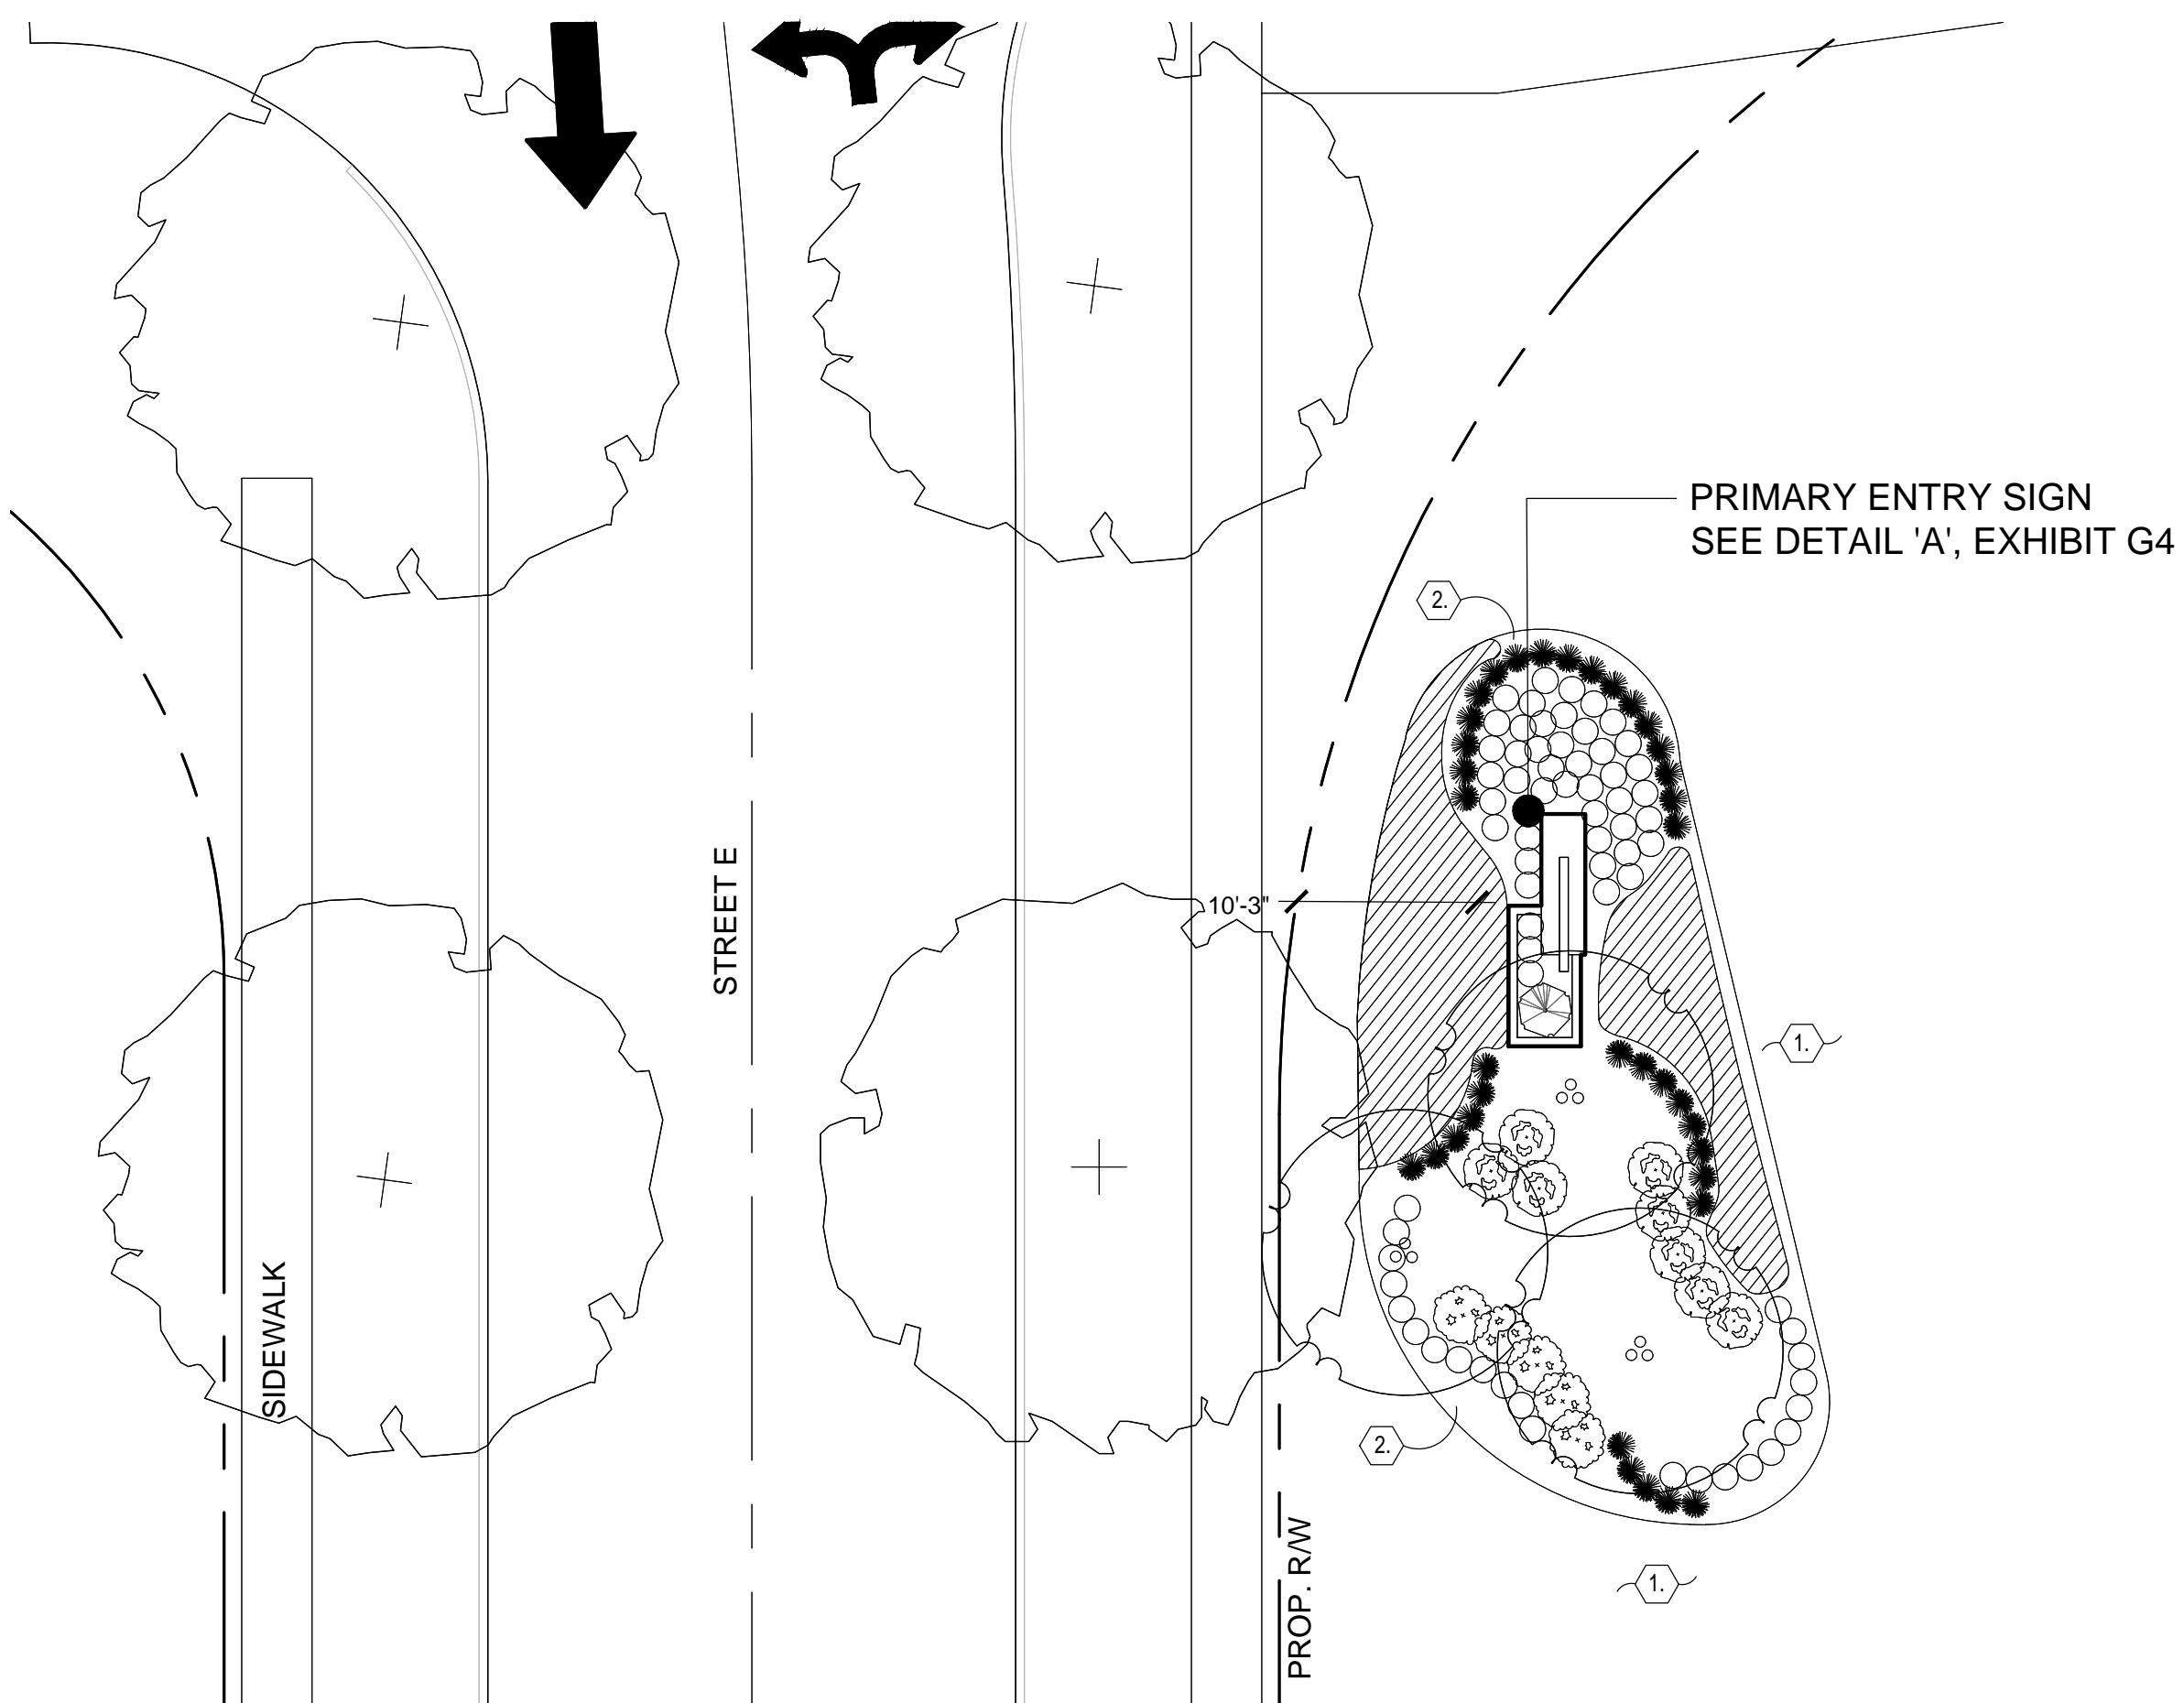 PRIMARY ENTRY SIGN
SEE DETAIL 'A', EXHIBIT G4
2.
STREET E
10'-3"
1.
SIDEWALK
2.
PROP. R/W
1.